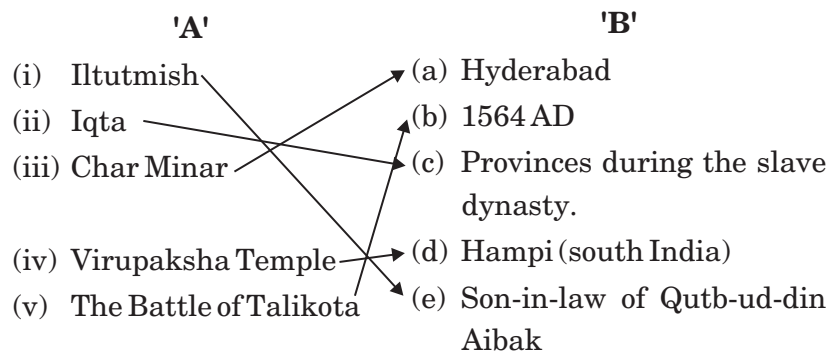 'A' 'B'
(i) Iltutmish (a) Hyderabad
(ii) Iqta (b) 1564 AD
(iii) Char Minar (c) Provinces during the slave
dynasty.
(iv) Virupaksha Temple (d) Hampi (south India)
(v) The Battle of Talikota (e) Son-in-law of Qutb-ud-din
Aibak